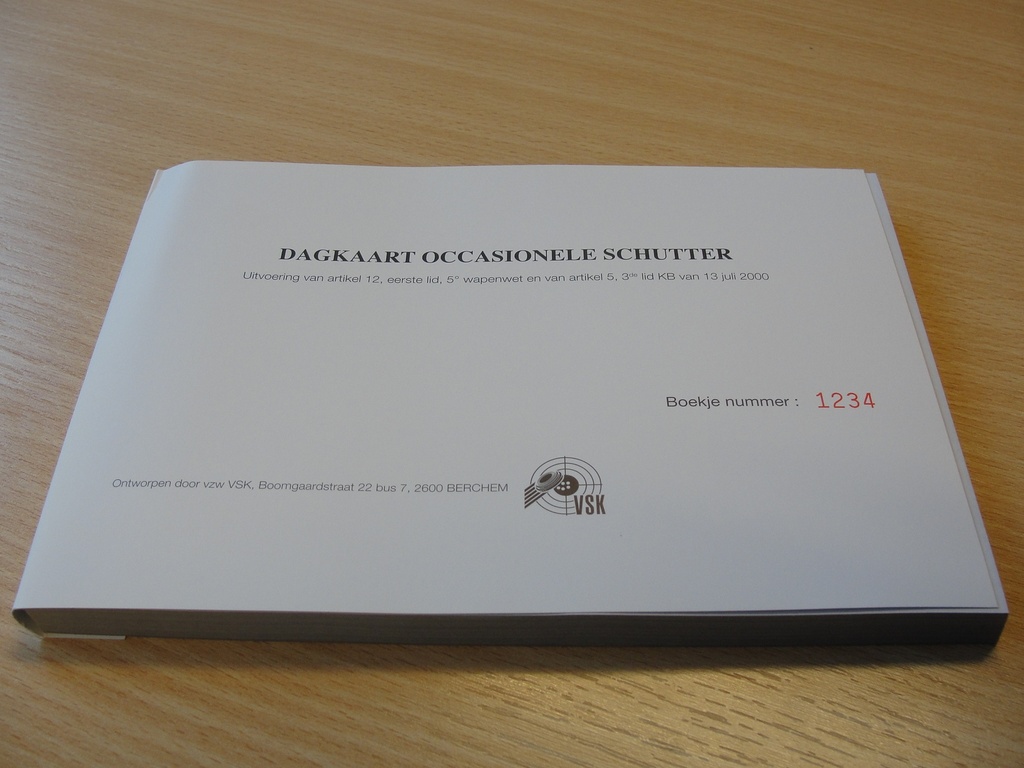 DAGKAART OCCASIONELE SCHUTTER
Uitvoering van artikel 12, eerste lid, 5° wapenwet en van artikel 5, 3de lid KB van 13 juli 2000
Boekje nummer : 1234
Ontworpen door vzw VSK, Boomgaardstraat 22 bus 7, 2600 BERCHEM
VSK